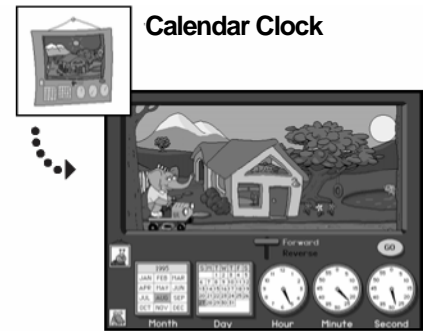 Calendar Clock
Forward
Reverse
GO
1995
JAN FEB MAR
APR MAY JUN
JUL AUG SEP
OCT NOV DEC
S M T W T F S
Month Day Hour Minute Second